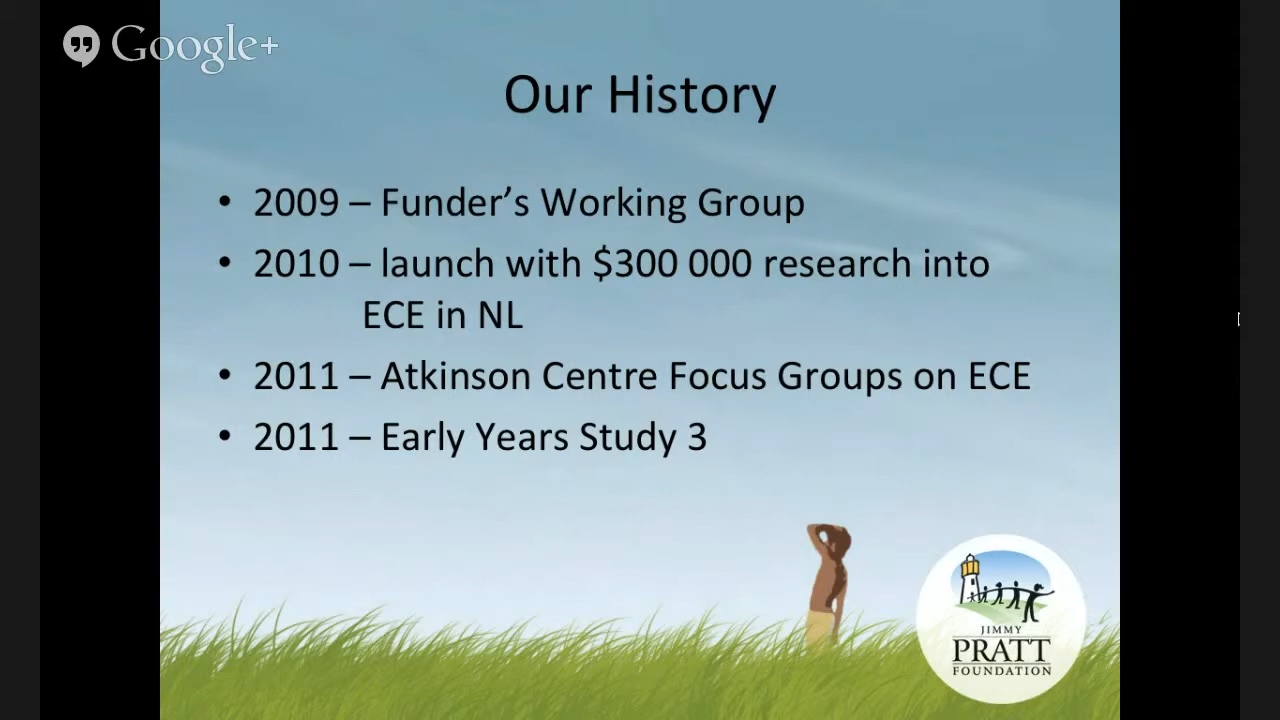 Google+
Our History
• 2009 – Funder’s Working Group
• 2010 – launch with $300 000 research into
ECE in NL
• 2011 – Atkinson Centre Focus Groups on ECE
• 2011 – Early Years Study 3
JIMMY
PRATT
FOUNDATION